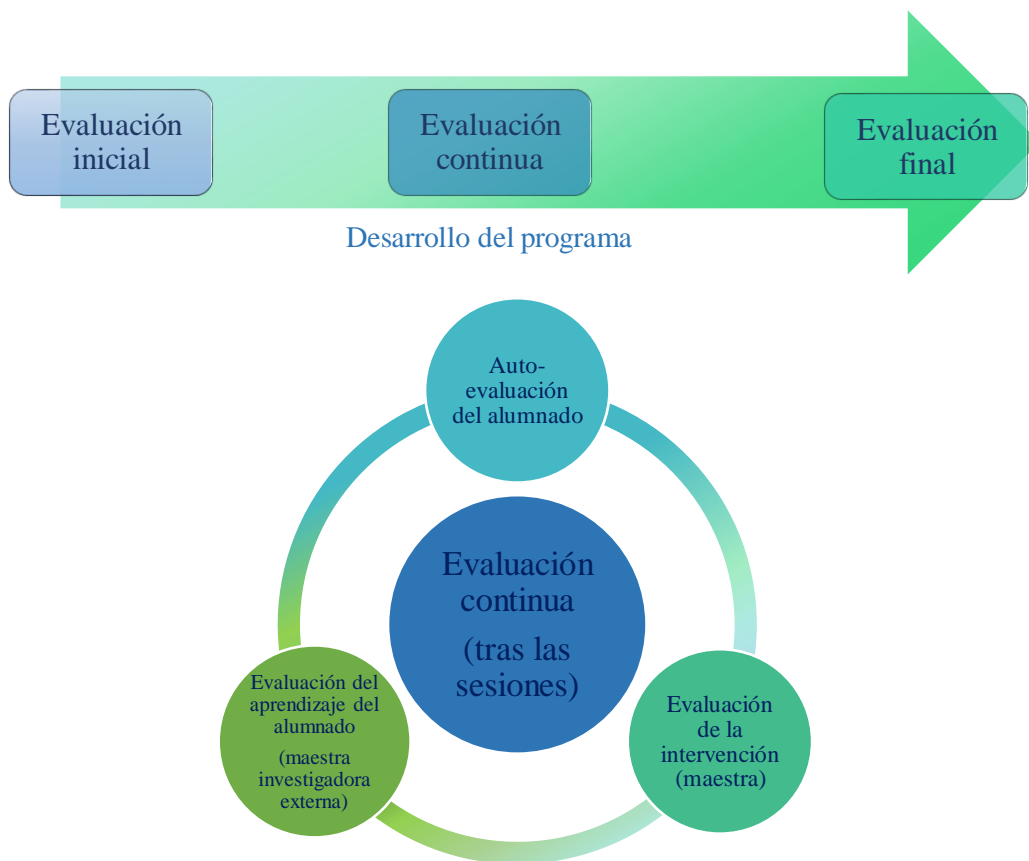 Evaluación
inicial
Evaluación
continua
Evaluación
final
Desarrollo del programa
Auto-
evaluación
del alumnado
Evaluación
continua
(tras las
sesiones)
Evaluación del
aprendizaje del
alumnado
(maestra
investigadora
externa)
Evaluación
de la
intervención
(maestra)